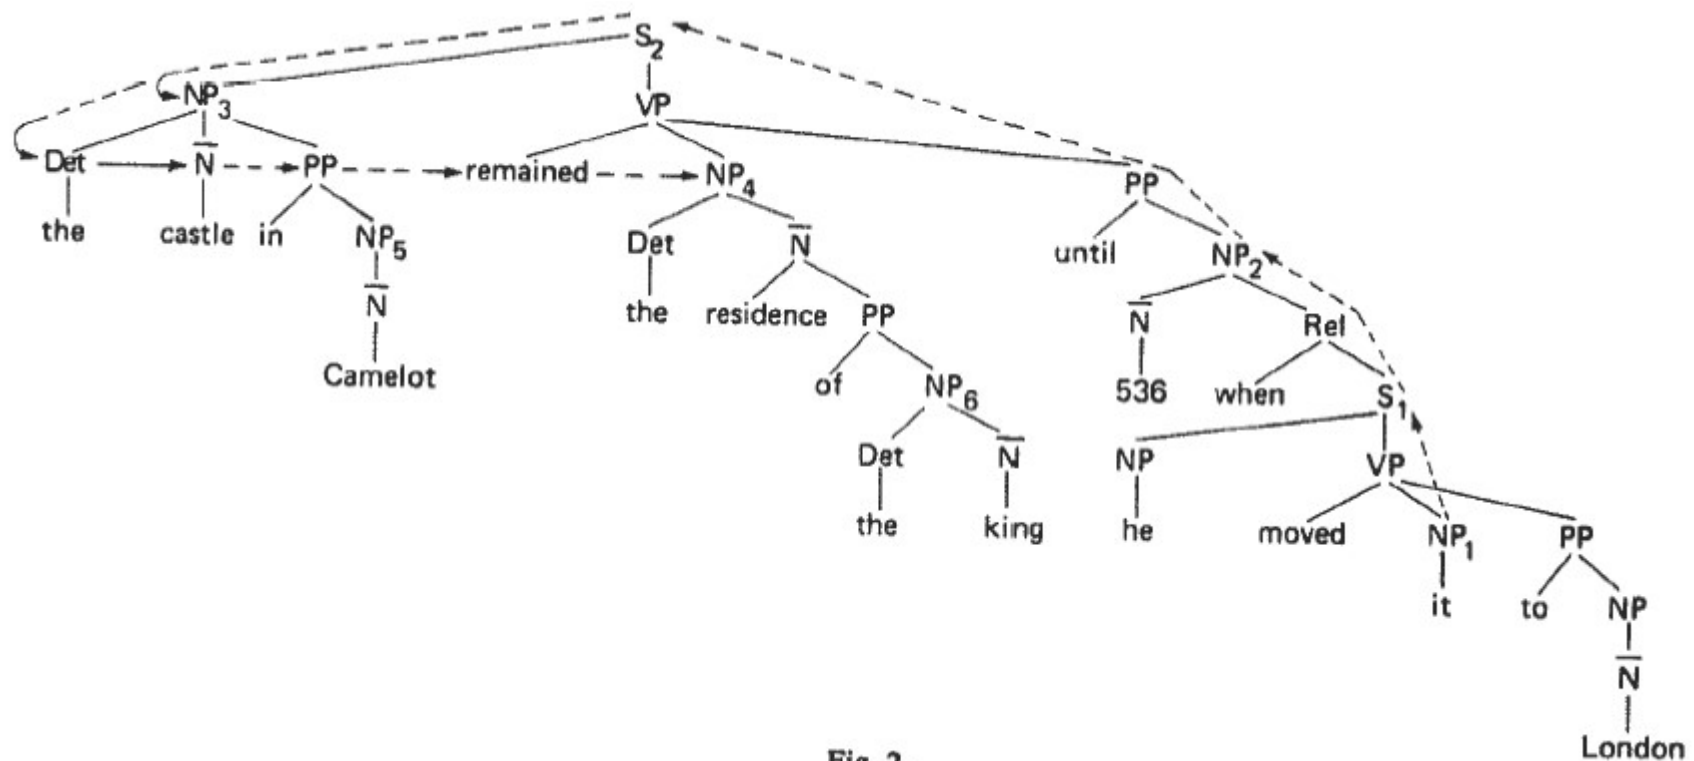 S2
NP3 VP
Det N̅ PP remained NP4 PP
the castle in NP5 Det N̅ until NP2
N̅ the residence PP N̅ Rel
Camelot of NP6 536 when S1
Det N̅ NP VP
the king he moved NP1 PP
it to NP
N̅
London
Fig. 2